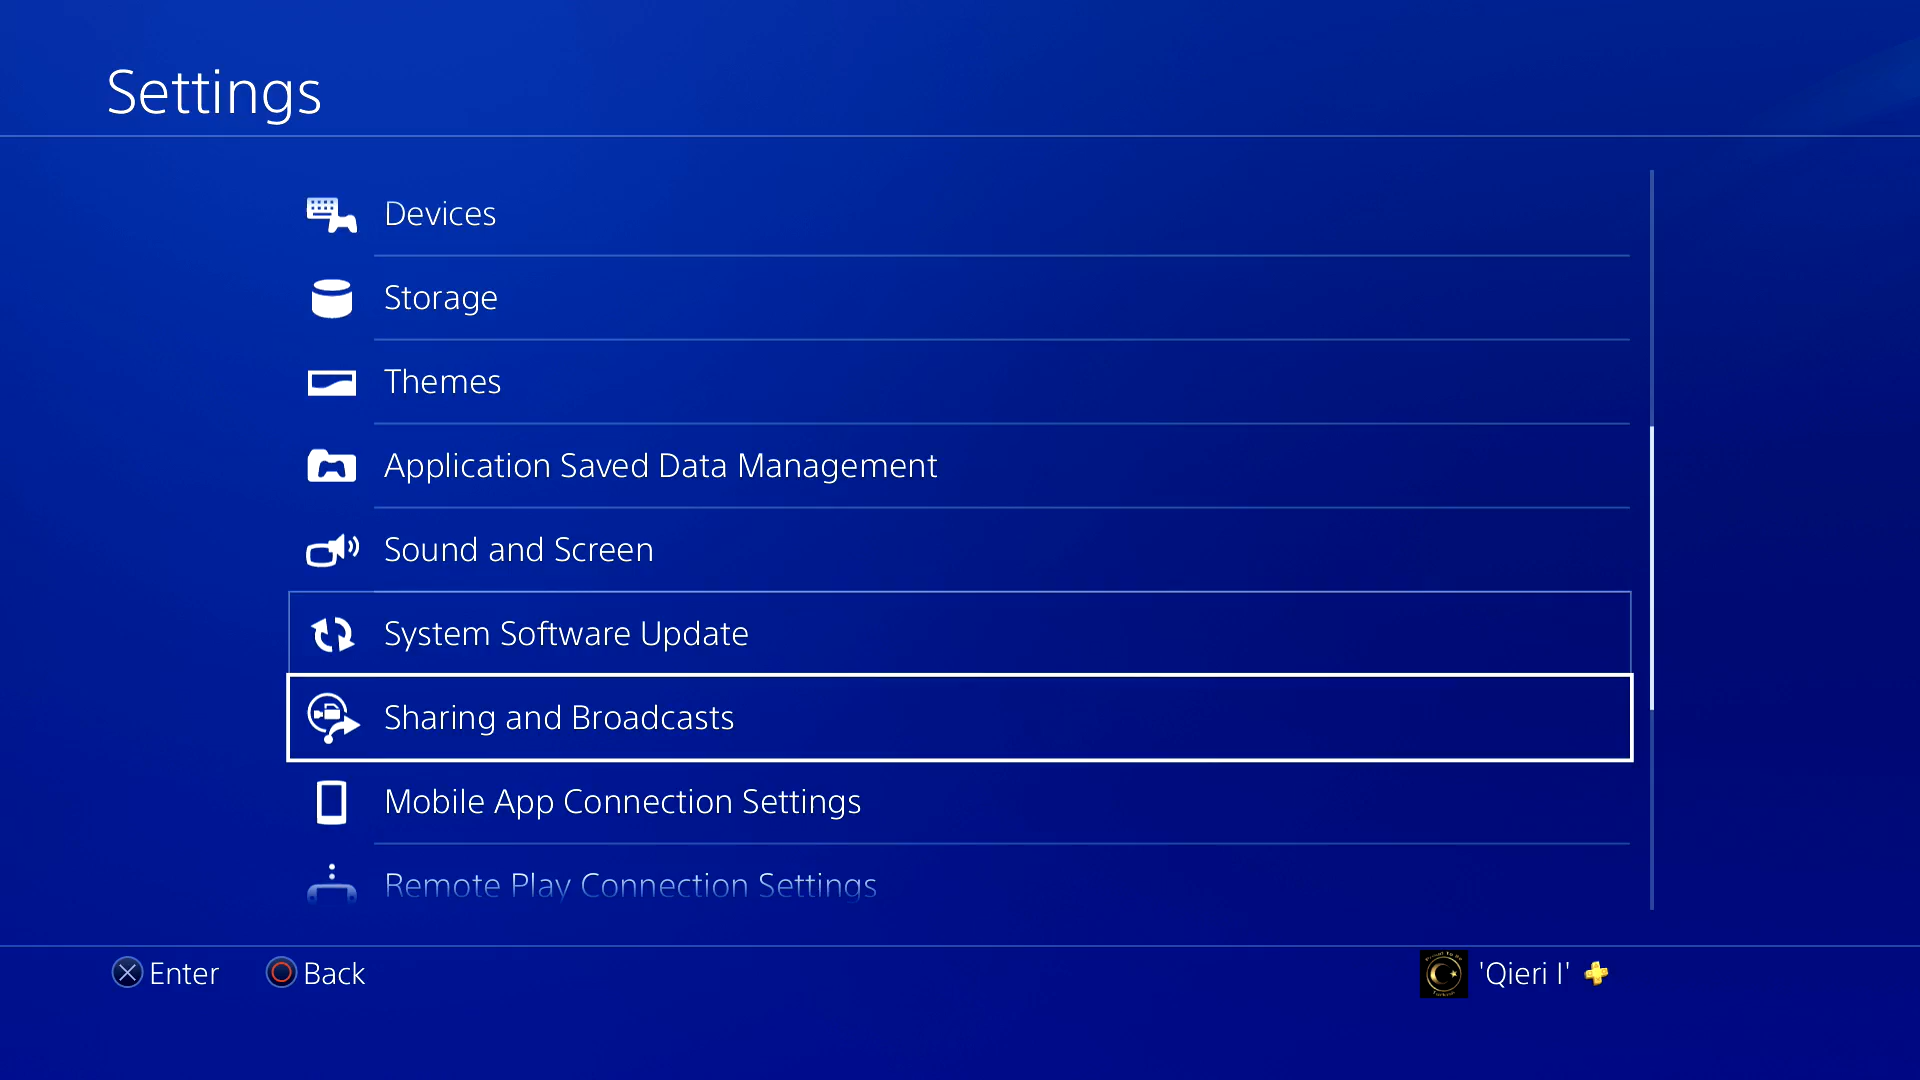 Settings
Devices
Storage
Themes
Application Saved Data Management
Sound and Screen
System Software Update
Sharing and Broadcasts
Mobile App Connection Settings
Remote Play Connection Settings
Enter
Back
'Qieri I'